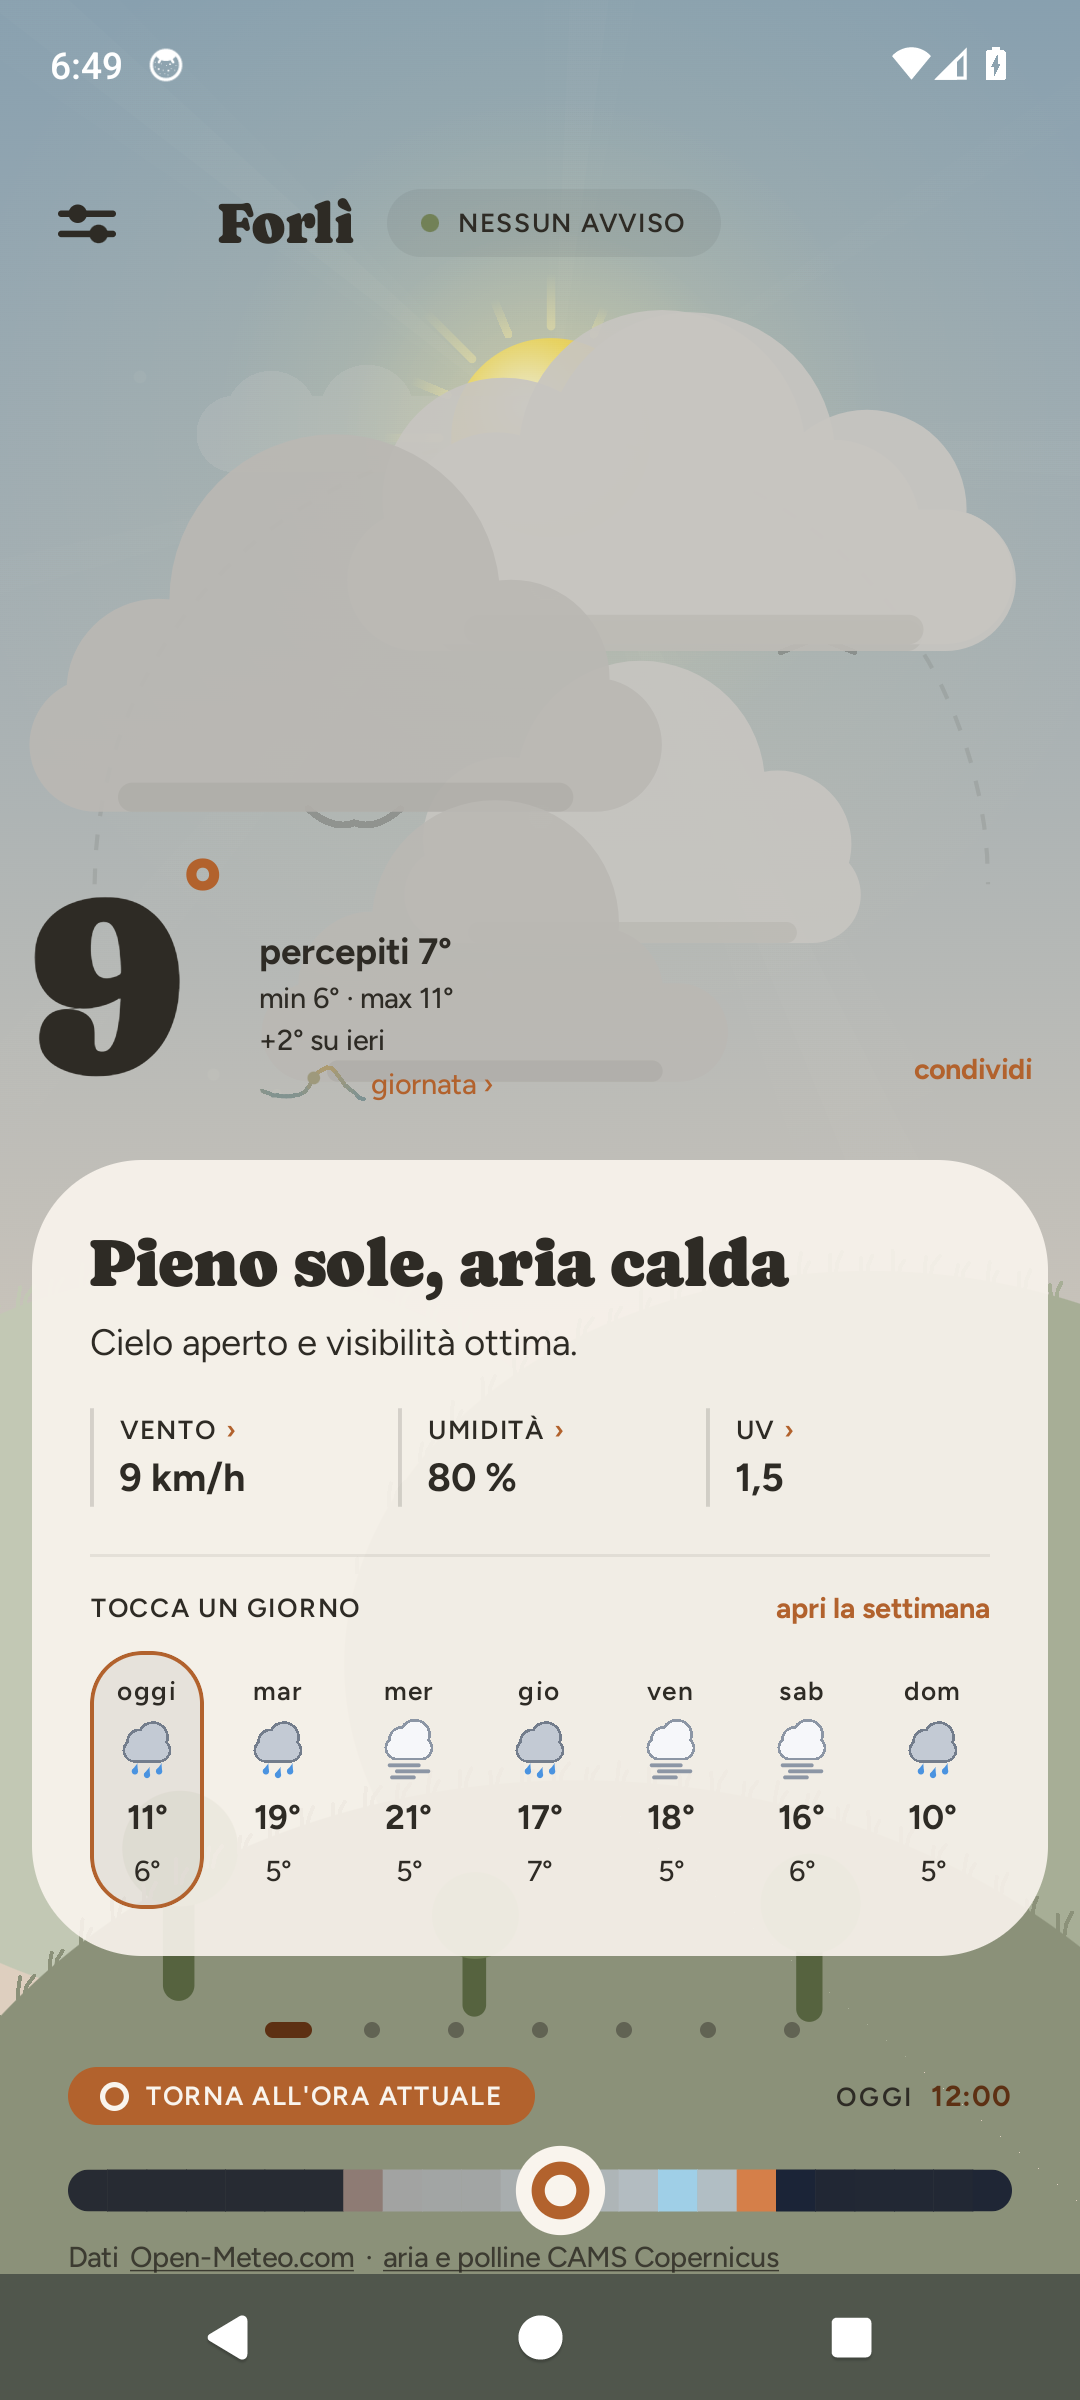 6:49
Forlì
NESSUN AVVISO
9°
percepiti 7°
min 6° · max 11°
+2° su ieri
giornata ›
condividi
Pieno sole, aria calda
Cielo aperto e visibilità ottima.
VENTO › UMIDITÀ › UV ›
9 km/h 80 % 1,5
TOCCA UN GIORNO apri la settimana
oggi mar mer gio ven sab dom
11° 19° 21° 17° 18° 16° 10°
6° 5° 5° 7° 5° 6° 5°
TORNA ALL'ORA ATTUALE OGGI 12:00
Dati Open-Meteo.com · aria e polline CAMS Copernicus